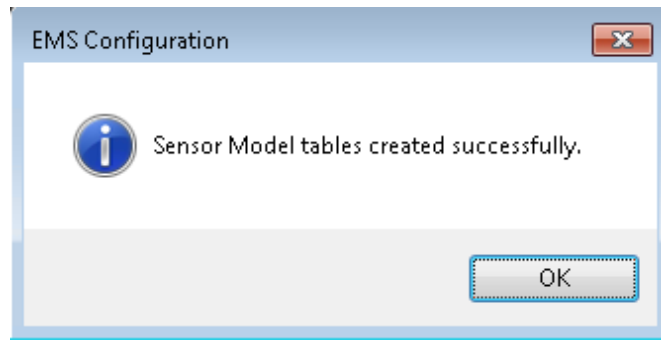 EMS Configuration
Sensor Model tables created successfully.
OK